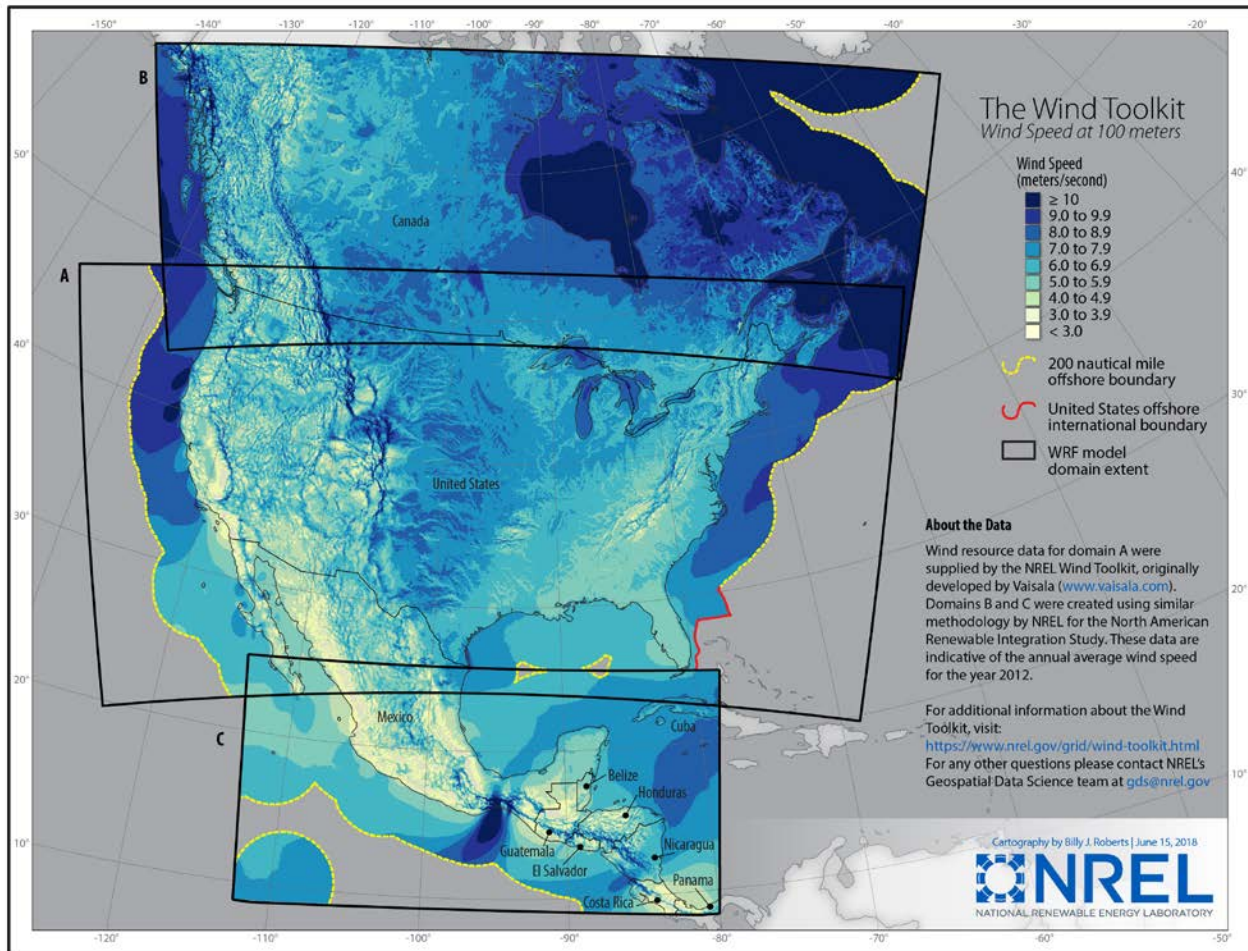 -150° -140° -130° -120° -110° -100° -90° -80° -70° -60° -50° -40° -30° -20°
B
The Wind Toolkit
Wind Speed at 100 meters
50°
40°
Wind Speed
(meters/second)
≥ 10
9.0 to 9.9
8.0 to 8.9
7.0 to 7.9
6.0 to 6.9
5.0 to 5.9
4.0 to 4.9
3.0 to 3.9
< 3.0
Canada
A
40°
30°
200 nautical mile
offshore boundary
United States offshore
international boundary
WRF model
domain extent
United States
30°
20°
About the Data
Wind resource data for domain A were
supplied by the NREL Wind Toolkit, originally
developed by Vaisala (www.vaisala.com).
Domains B and C were created using similar
methodology by NREL for the North American
Renewable Integration Study. These data are
indicative of the annual average wind speed
for the year 2012.
For additional information about the Wind
Toolkit, visit:
https://www.nrel.gov/grid/wind-toolkit.html
For any other questions please contact NREL's
Geospatial Data Science team at gds@nrel.gov
20°
Mexico
Cuba
C
10°
Belize
Honduras
10°
Guatemala
Nicaragua
El Salvador
Panama
Costa Rica
Cartography by Billy J. Roberts | June 15, 2018
NREL
NATIONAL RENEWABLE ENERGY LABORATORY
-120° -110° -100° -90° -80° -70° -60° -50°